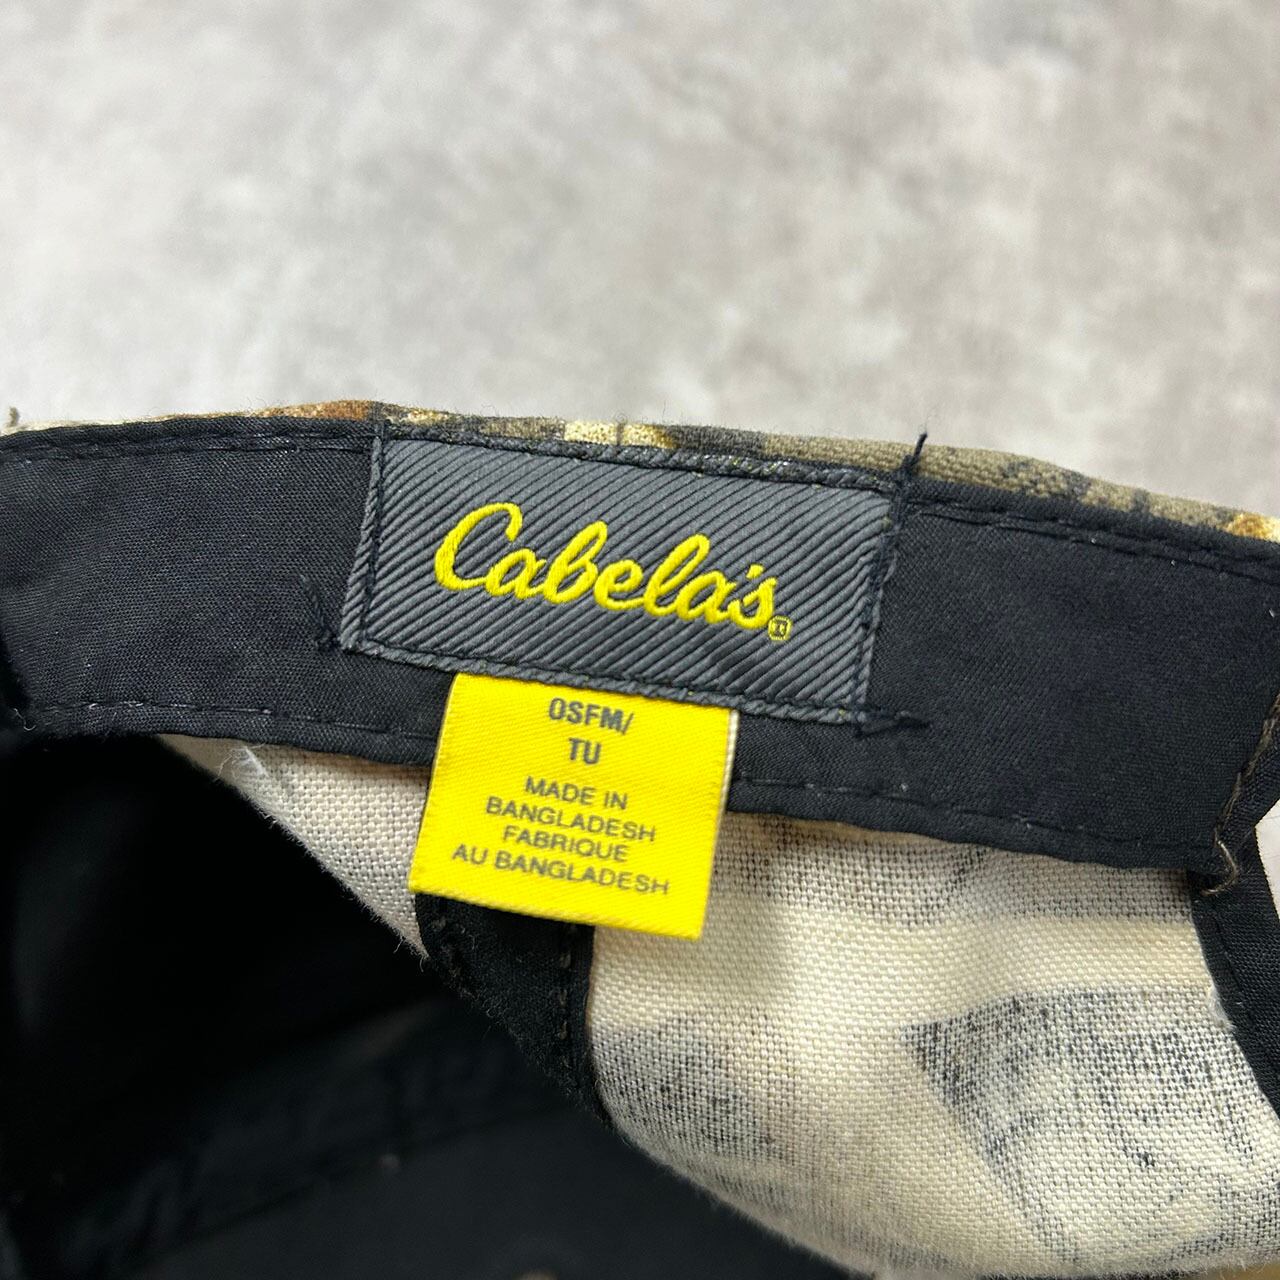 Cabela's®
OSFM/
TU
MADE IN
BANGLADESH
FABRIQUE
AU BANGLADESH